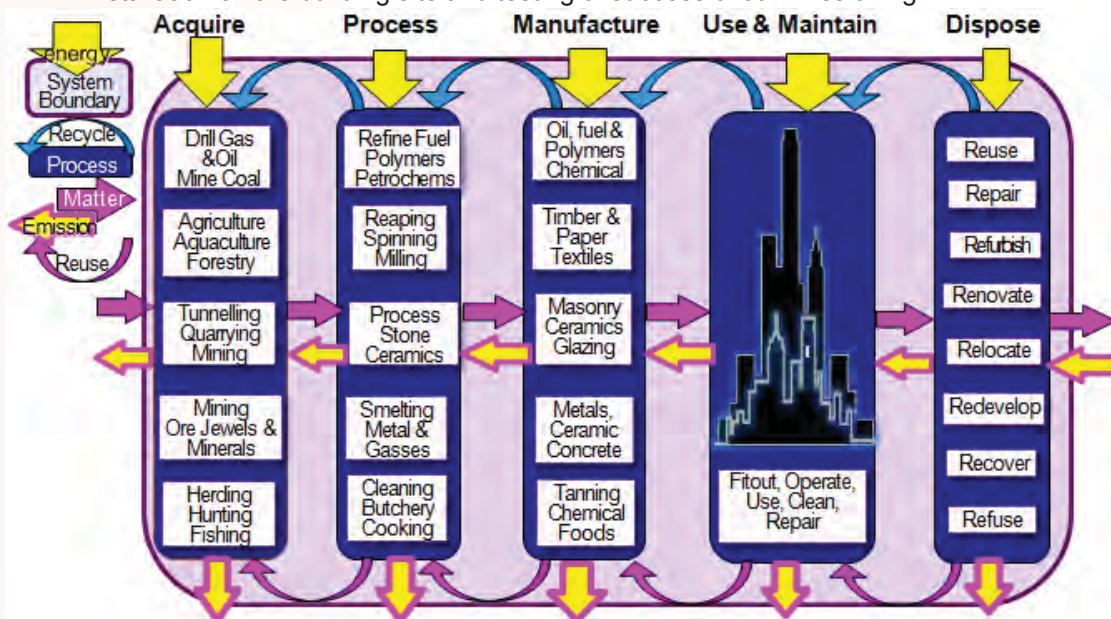 Acquire
Process
Manufacture
Use & Maintain
Dispose
energy
System
Boundary
Recycle
Process
Matter
Emission
Reuse
Drill Gas
&Oil
Mine Coal
Agriculture
Aquaculture
Forestry
Tunnelling
Quarrying
Mining
Mining
Ore Jewels &
Minerals
Herding
Hunting
Fishing
Refine Fuel
Polymers
Petrochems
Reaping
Spinning
Milling
Process
Stone
Ceramics
Smelting
Metal &
Gasses
Cleaning
Butchery
Cooking
Oil, fuel &
Polymers
Chemical
Timber &
Paper
Textiles
Masonry
Ceramics
Glazing
Metals,
Ceramic
Concrete
Tanning
Chemical
Foods
Fitout, Operate,
Use, Clean,
Repair
Reuse
Repair
Refurbish
Renovate
Relocate
Redevelop
Recover
Refuse